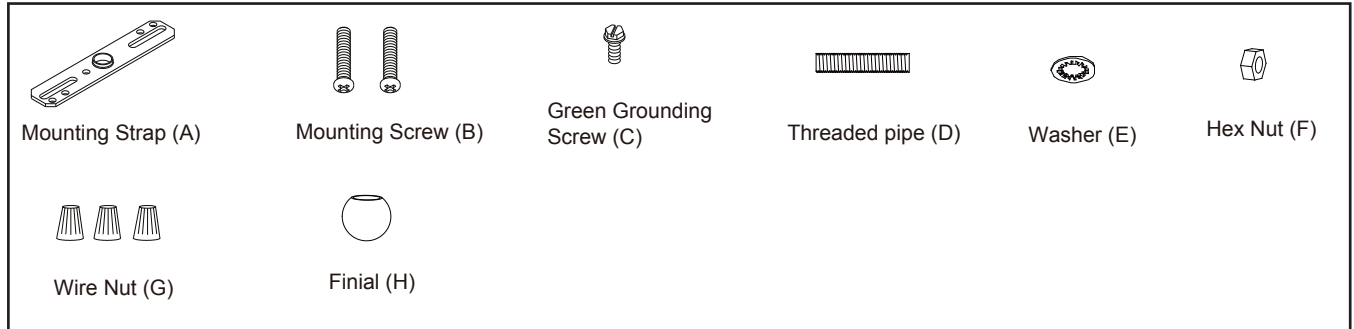 Mounting Strap (A)
Mounting Screw (B)
Green Grounding
Screw (C)
Threaded pipe (D)
Washer (E)
Hex Nut (F)
Wire Nut (G)
Finial (H)